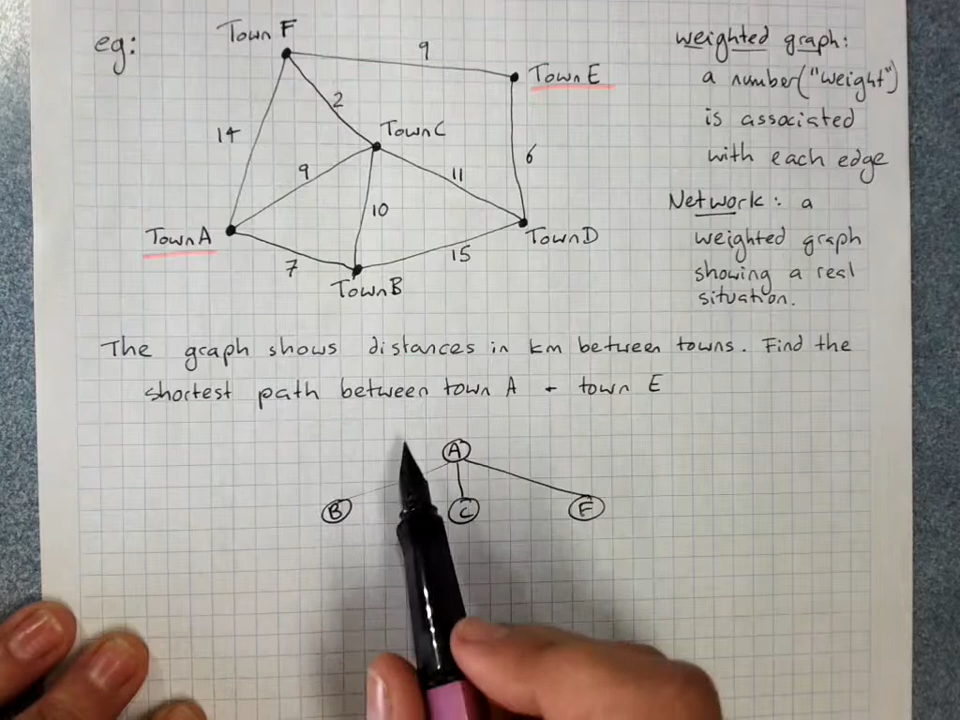 eg:
Town F
9
Town E
2
Town C
14
9
11
6
10
Town A
Town D
7
15
Town B
weighted graph:
a number("weight")
is associated
with each edge
Network: a
weighted graph
showing a real
situation.
The graph shows distances in km between towns. Find the
shortest path between town A + town E
A
B
C
F